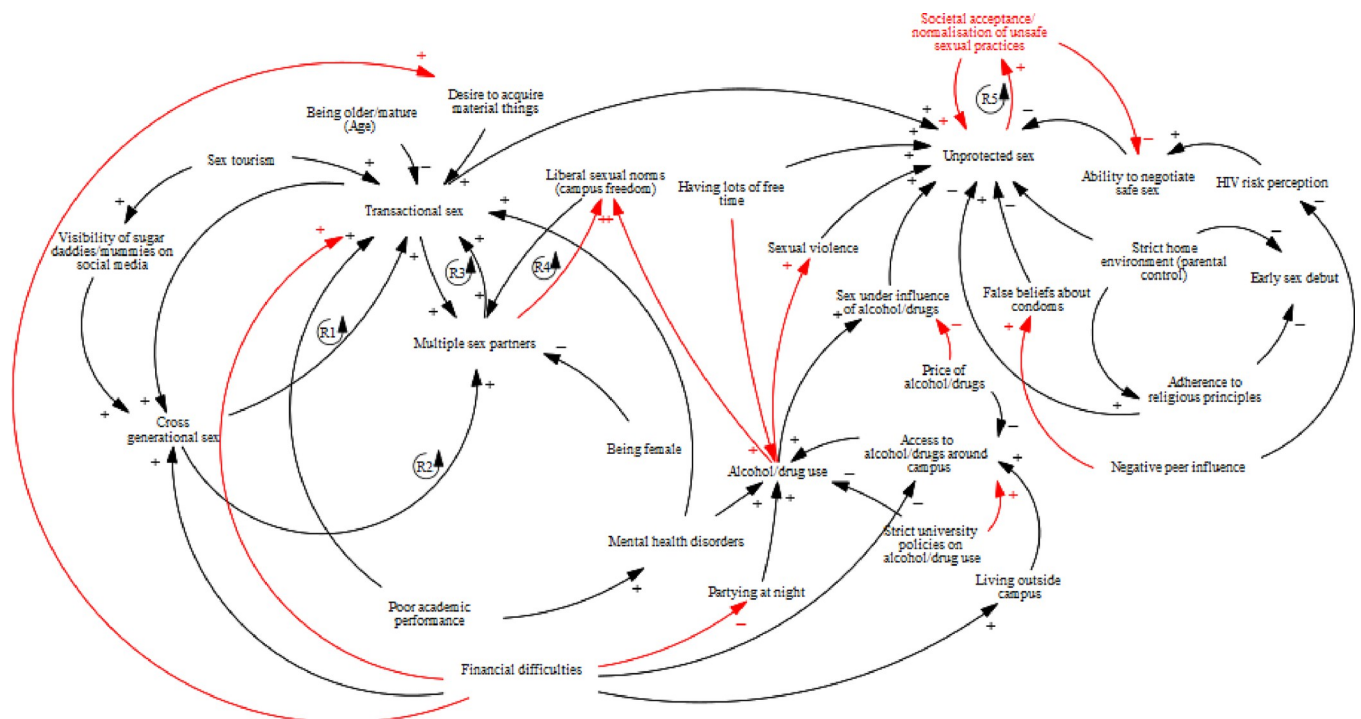 Societal acceptance/
normalisation of unsafe
sexual practices
+
+
R5
−
+
+
+
−
+
Desire to acquire
material things
Being older/mature
(Age)
Sex tourism
+
−
+
+
Transactional sex
Liberal sexual norms
(campus freedom)
++
Having lots of free
time
+
+
+
Unprotected sex
Ability to negotiate
safe sex
HIV risk perception
−
−
+
−
+
+
Visibility of sugar
daddies/mummies on
social media
+
+
+
+
R3
+
R4
Sexual violence
+
Strict home
environment (parental
control)
−
Early sex debut
−
Sex under influence
of alcohol/drugs
+
−
False beliefs about
condoms
+
R1
+
Multiple sex partners
−
+
Price of
alcohol/drugs
Adherence to
religious principles
+
+
+
Cross
generational sex
+
R2
Being female
−
+
Access to
alcohol/drugs around
campus
+
Negative peer influence
+
Alcohol/drug use
−
+
+
−
+
Mental health disorders
+
Strict university
policies on
alcohol/drug use
Living outside
campus
+
Poor academic
performance
Partying at night
−
Financial difficulties